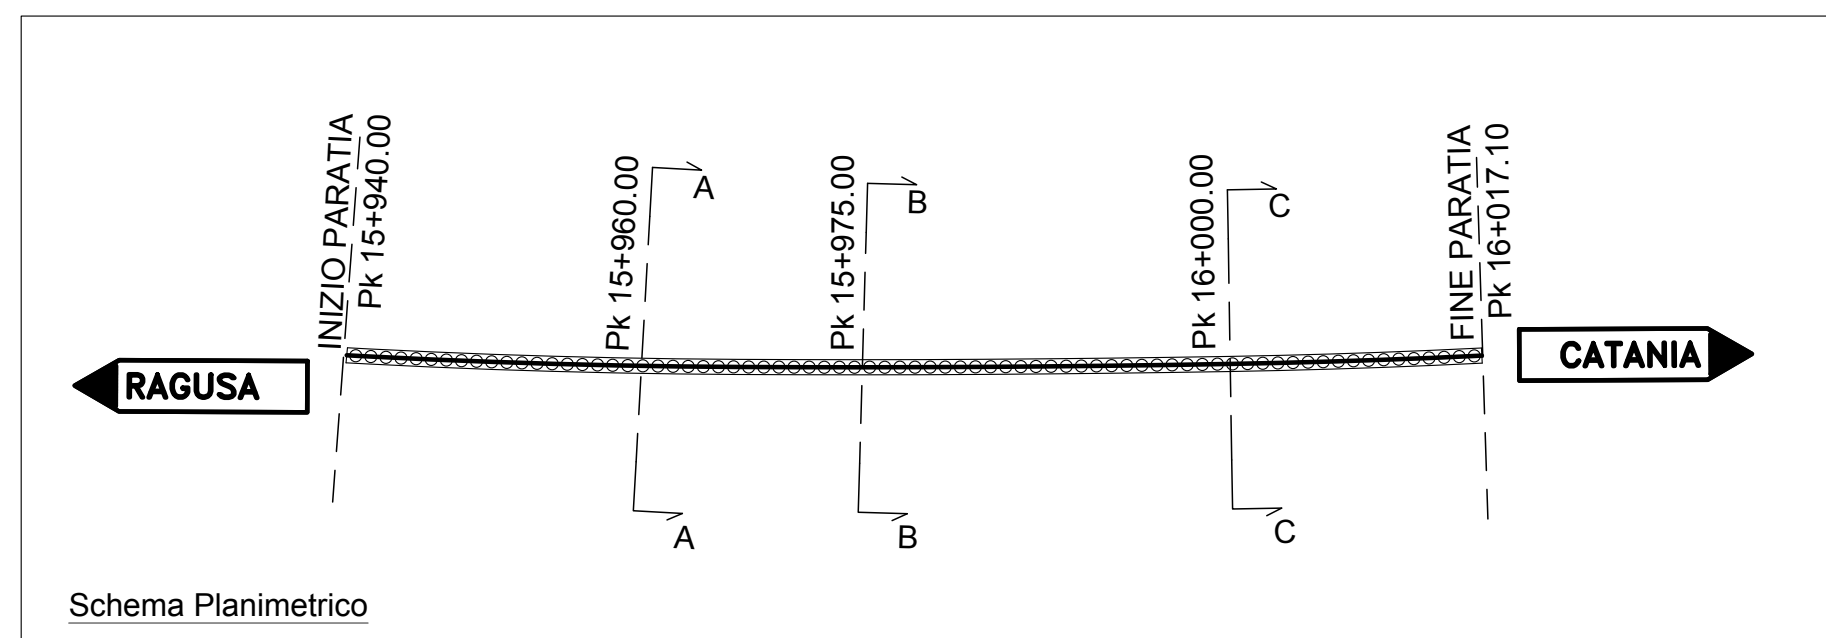 INIZIO PARATIA
Pk 15+940.00
Pk 15+960.00
A
Pk 15+975.00
B
Pk 16+000.00
C
FINE PARATIA
Pk 16+017.10
RAGUSA
CATANIA
A
B
C
Schema Planimetrico